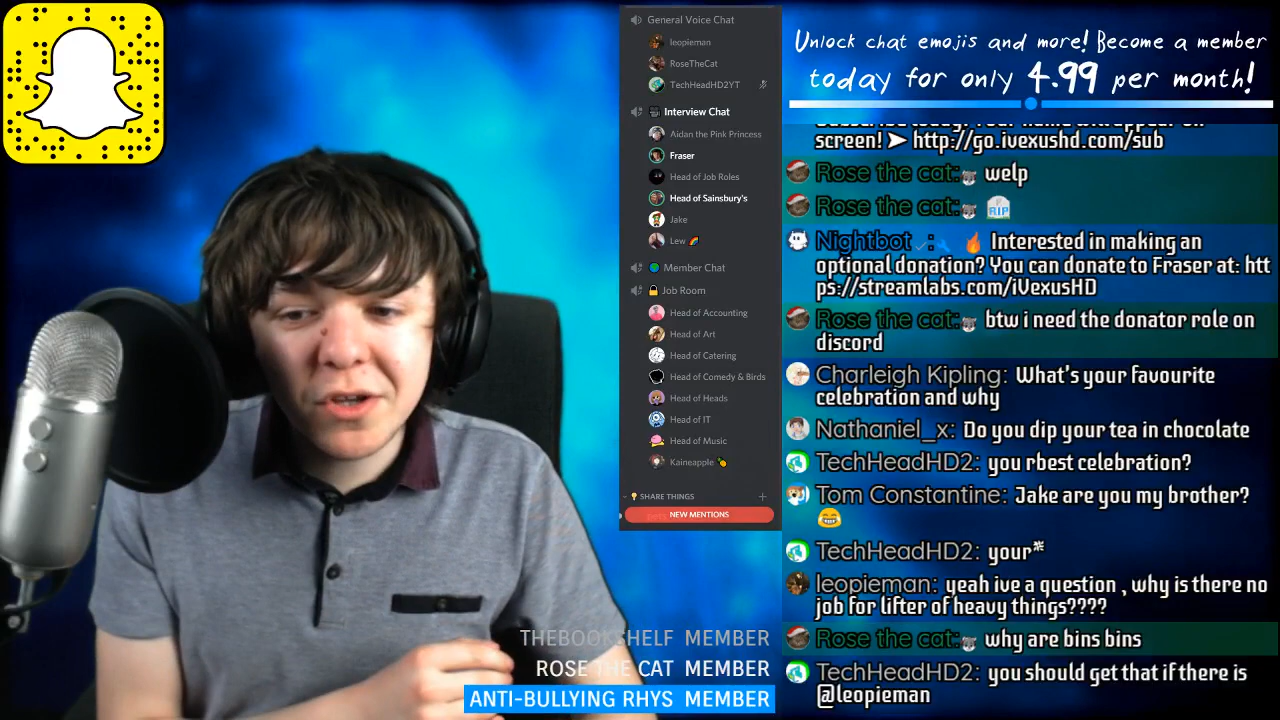 General Voice Chat
leopieman
RoseTheCat
TechHeadHD2YT
Interview Chat
Aidan the Pink Princess
Fraser
Head of Job Roles
Head of Sainsbury's
Jake
Lew
Member Chat
Job Room
Head of Accounting
Head of Art
Head of Catering
Head of Comedy & Birds
Head of Heads
Head of IT
Head of Music
Kaineapple
SHARE THINGS
NEW MENTIONS
Unlock chat emojis and more! Become a member
today for only 4.99 per month!
screen! ➤ http://go.ivexushd.com/sub
Rose the cat: welp
Rose the cat: RIP
Nightbot: 🔥 Interested in making an
optional donation? You can donate to Fraser at: htt
ps://streamlabs.com/iVexusHD
Rose the cat: btw i need the donator role on
discord
Charleigh Kipling: What's your favourite
celebration and why
Nathaniel_x: Do you dip your tea in chocolate
TechHeadHD2: you rbest celebration?
Tom Constantine: Jake are you my brother?
😂
TechHeadHD2: your*
leopieman: yeah ive a question , why is there no
job for lifter of heavy things????
Rose the cat: why are bins bins
TechHeadHD2: you should get that if there is
@leopieman
THEBOOKSHELF MEMBER
ROSE THE CAT MEMBER
ANTI-BULLYING RHYS MEMBER